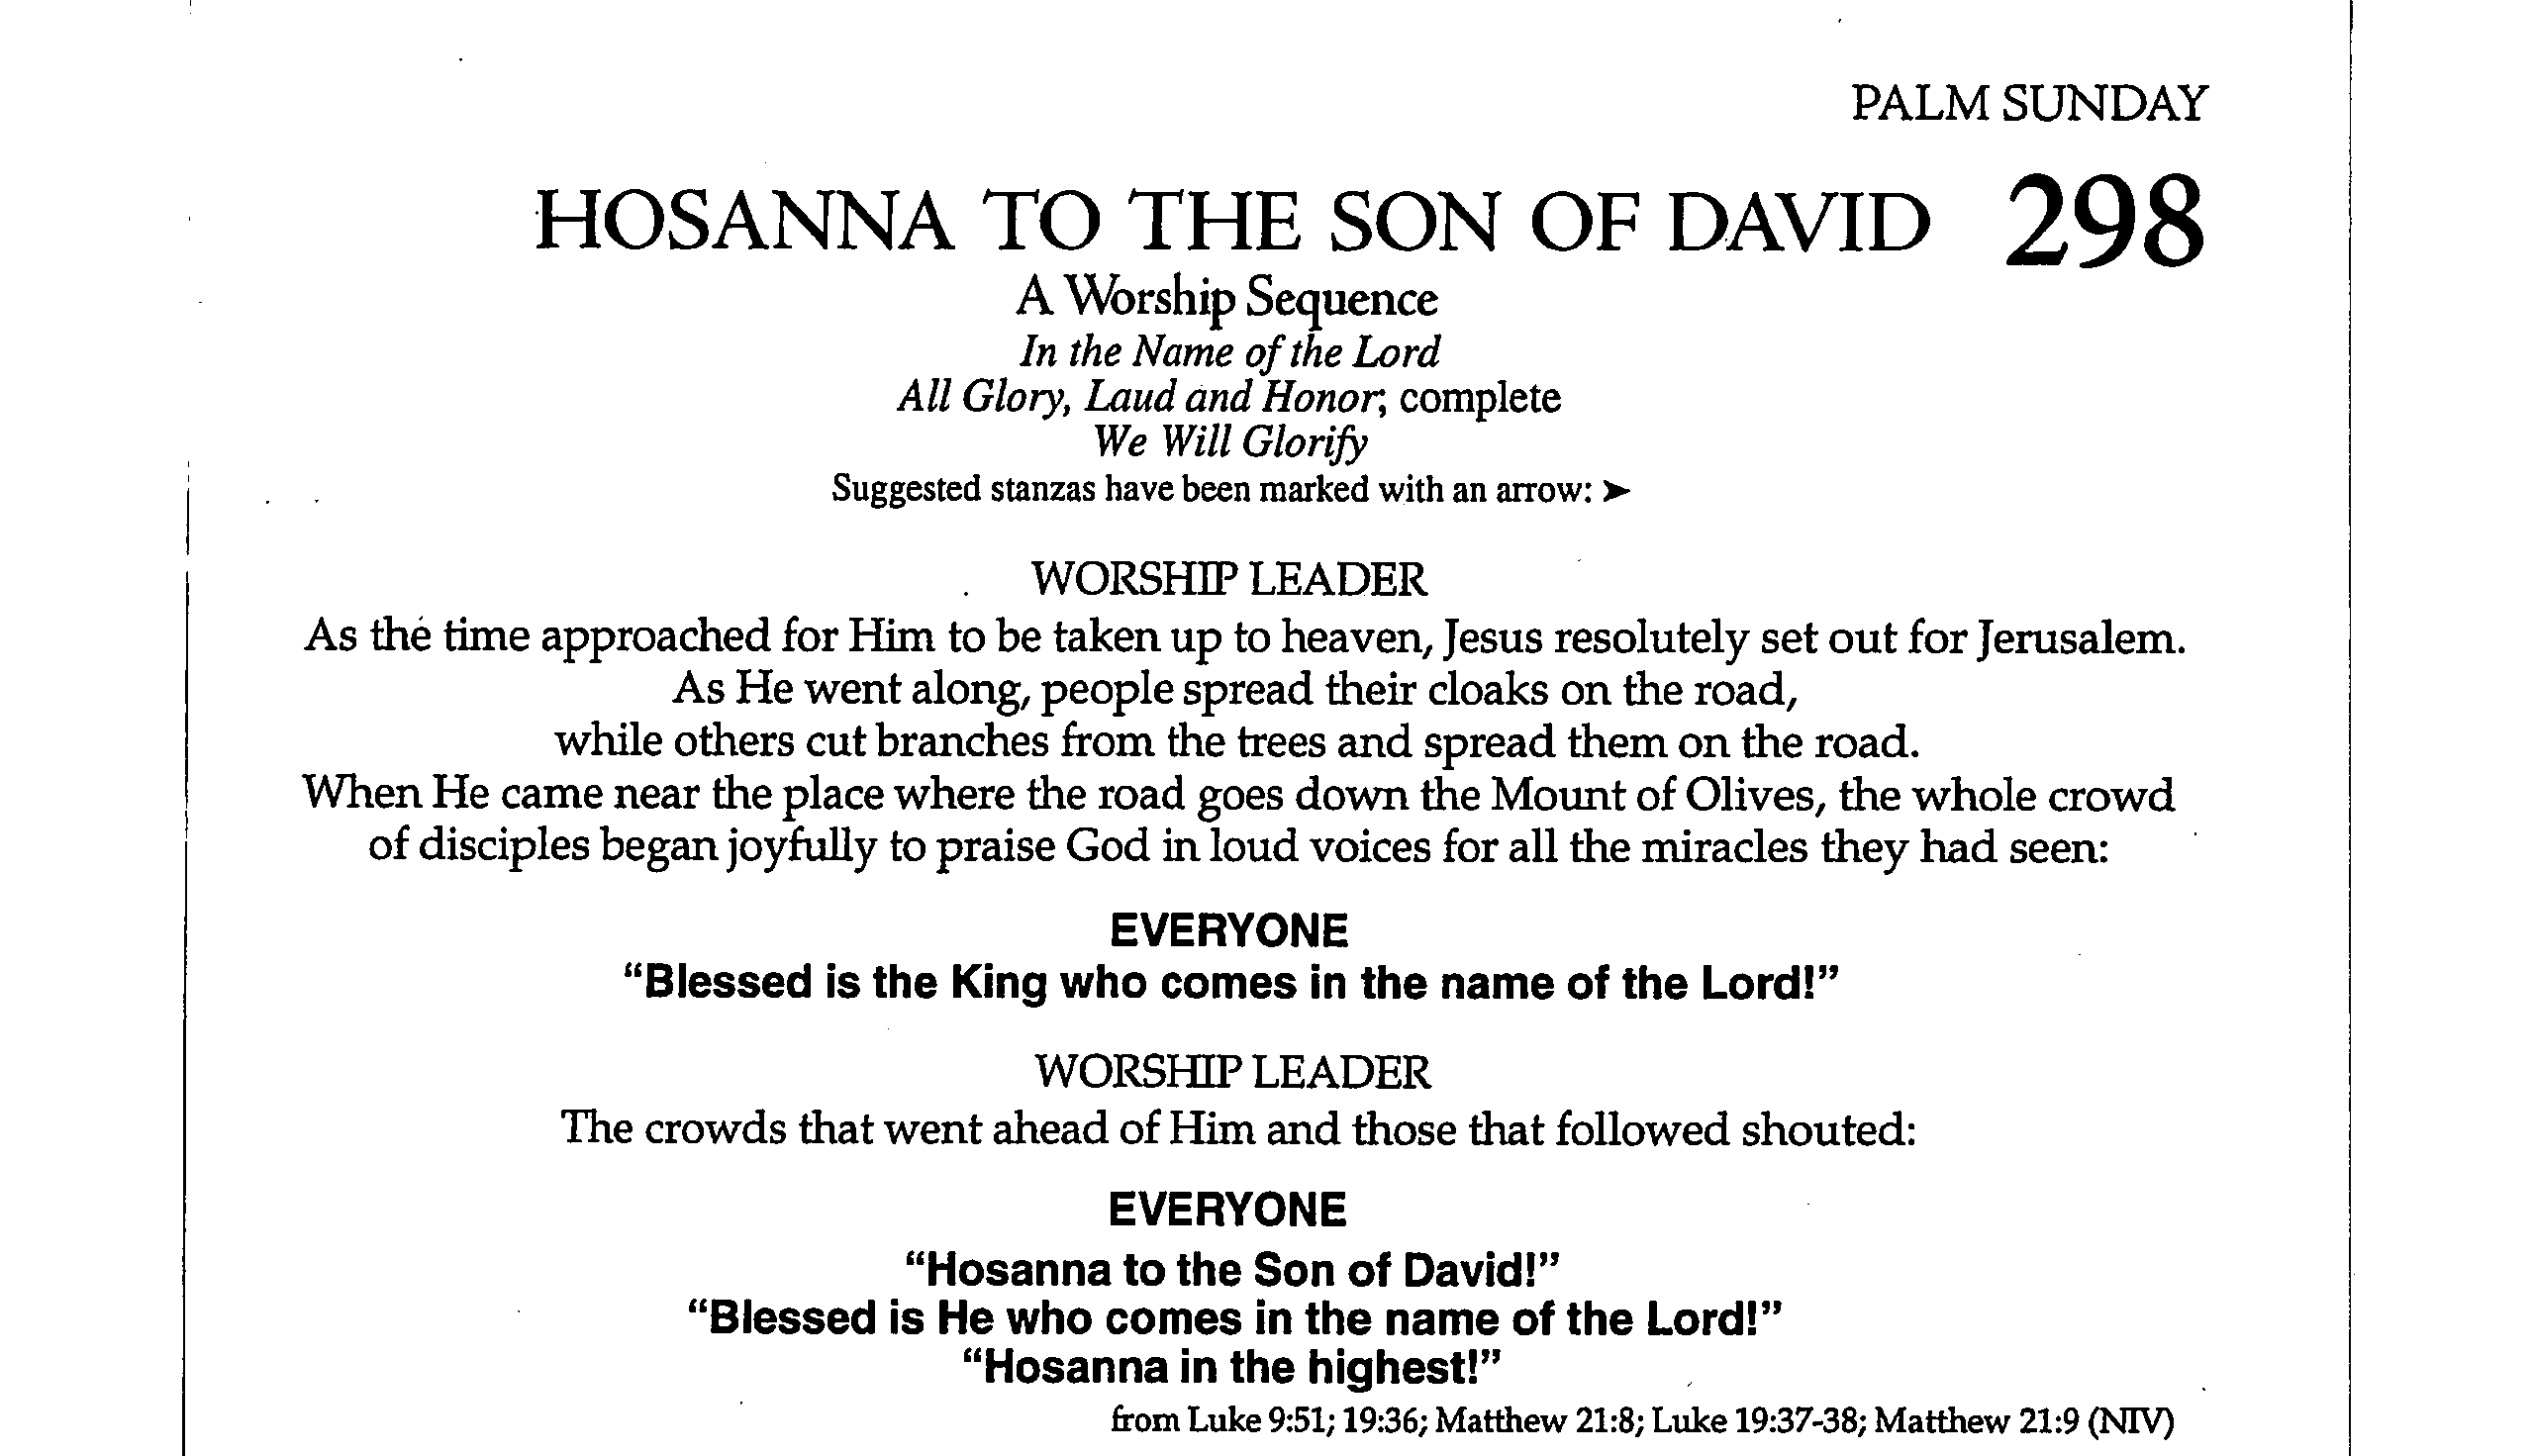 PALM SUNDAY
HOSANNA TO THE SON OF DAVID 298
A Worship Sequence
In the Name of the Lord
All Glory, Laud and Honor, complete
We Will Glorify
Suggested stanzas have been marked with an arrow: ➤
WORSHIP LEADER
As the time approached for Him to be taken up to heaven, Jesus resolutely set out for Jerusalem.
As He went along, people spread their cloaks on the road,
while others cut branches from the trees and spread them on the road.
When He came near the place where the road goes down the Mount of Olives, the whole crowd
of disciples began joyfully to praise God in loud voices for all the miracles they had seen:
EVERYONE
“Blessed is the King who comes in the name of the Lord!”
WORSHIP LEADER
The crowds that went ahead of Him and those that followed shouted:
EVERYONE
“Hosanna to the Son of David!”
“Blessed is He who comes in the name of the Lord!”
“Hosanna in the highest!”
from Luke 9:51; 19:36; Matthew 21:8; Luke 19:37-38; Matthew 21:9 (NIV)